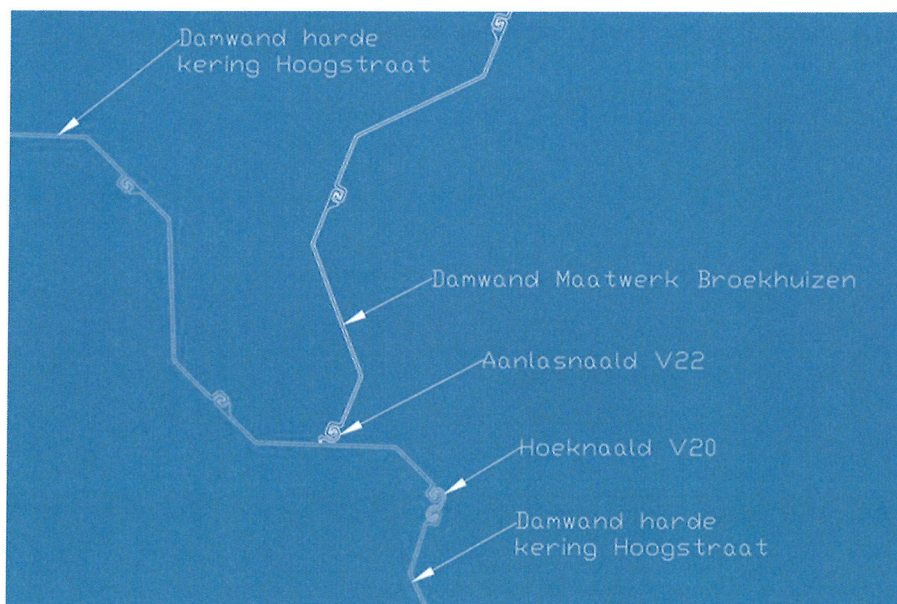 Damwand harde
kering Hoogstraat
Damwand Maatwerk Broekhuizen
Aanlasnaald V22
Hoeknaald V20
Damwand harde
kering Hoogstraat